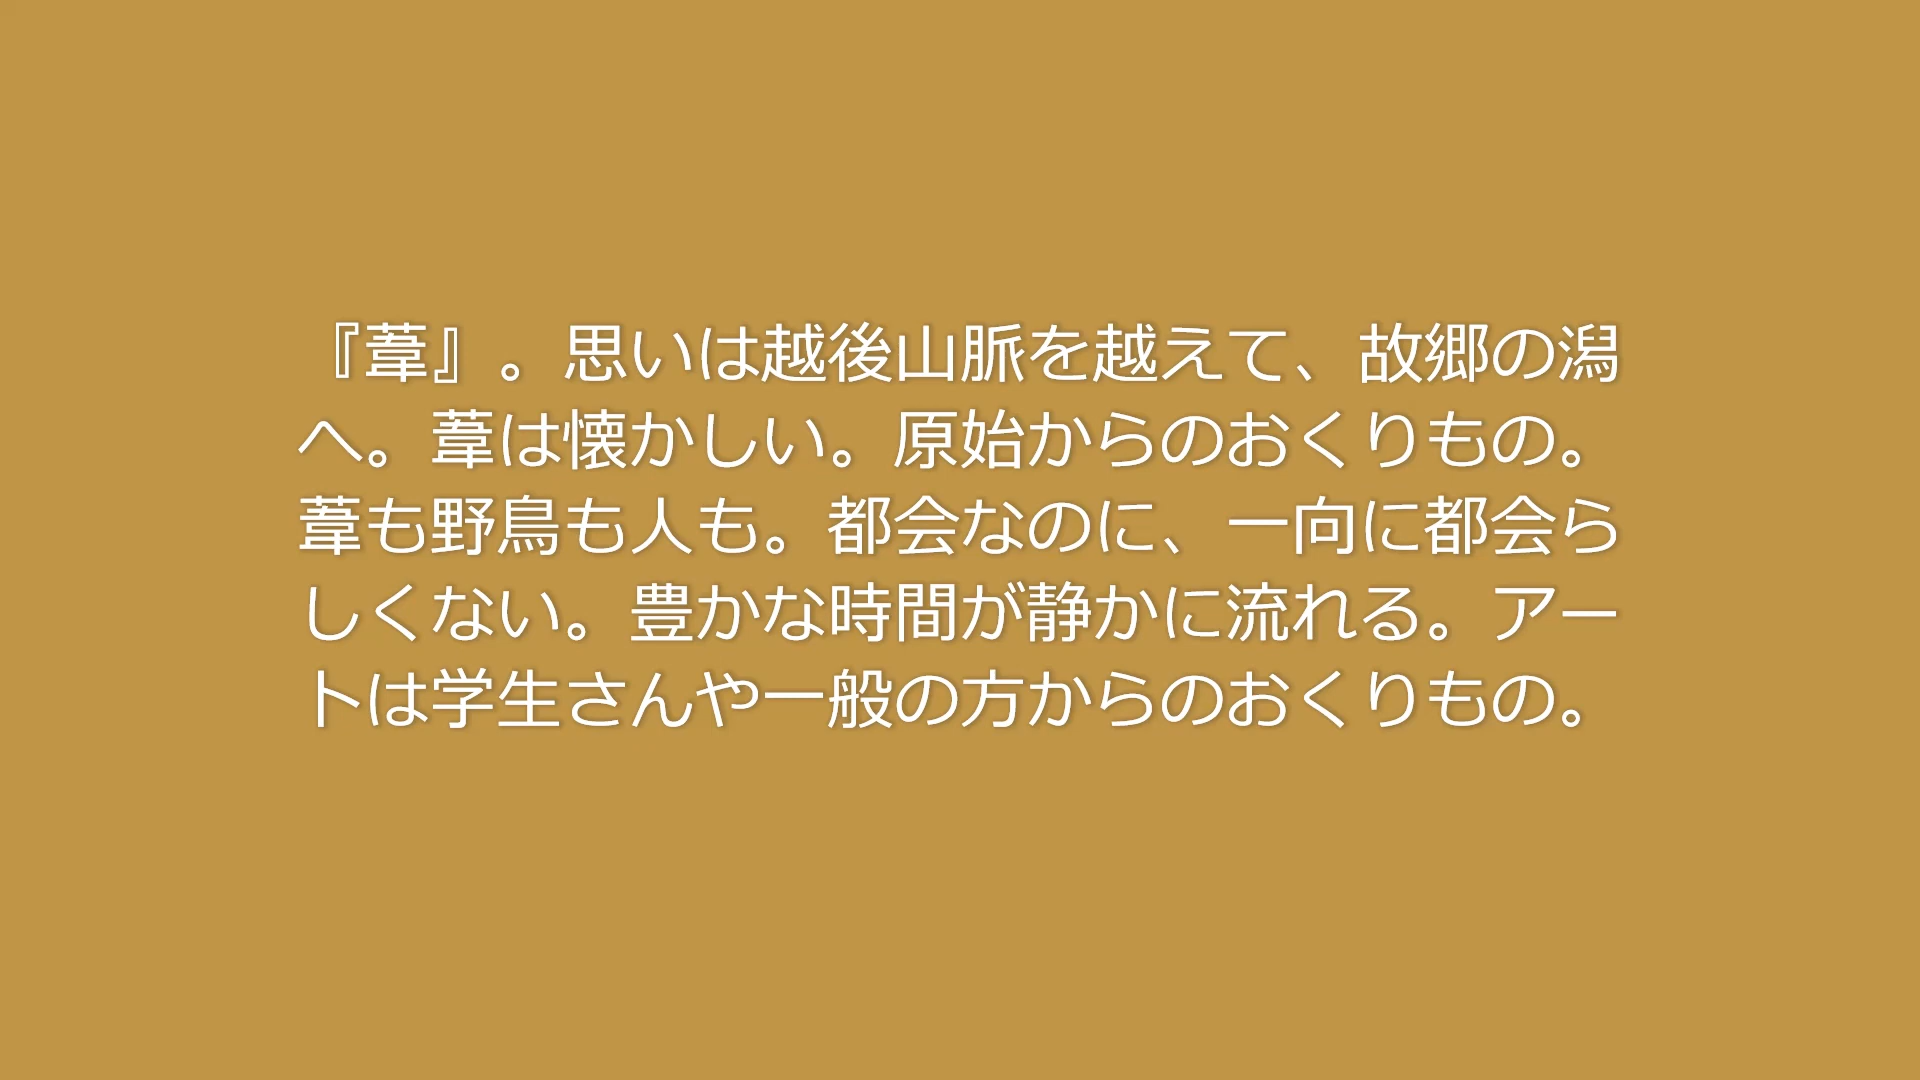 『葦』。思いは越後山脈を越えて、故郷の潟
へ。葦は懐かしい。原始からのおくりもの。
葦も野鳥も人も。都会なのに、一向に都会ら
しくない。豊かな時間が静かに流れる。アー
トは学生さんや一般の方からのおくりもの。